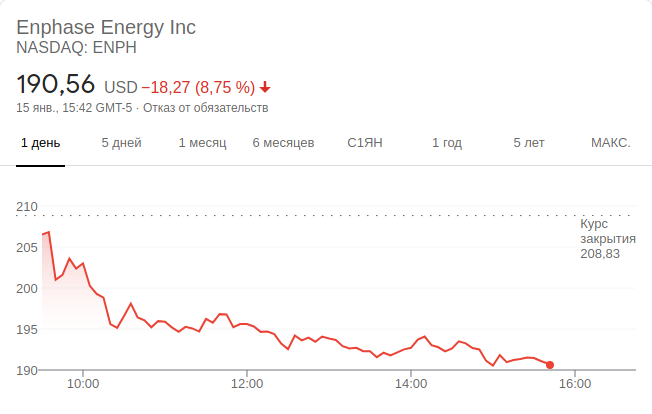 Enphase Energy Inc
NASDAQ: ENPH
190,56 USD −18,27 (8,75 %)
15 янв., 15:42 GMT-5 · Отказ от обязательств
1 день 5 дней 1 месяц 6 месяцев С1ЯН 1 год 5 лет МАКС.
210
Курс
закрытия
208,83
205
200
195
190
10:00 12:00 14:00 16:00